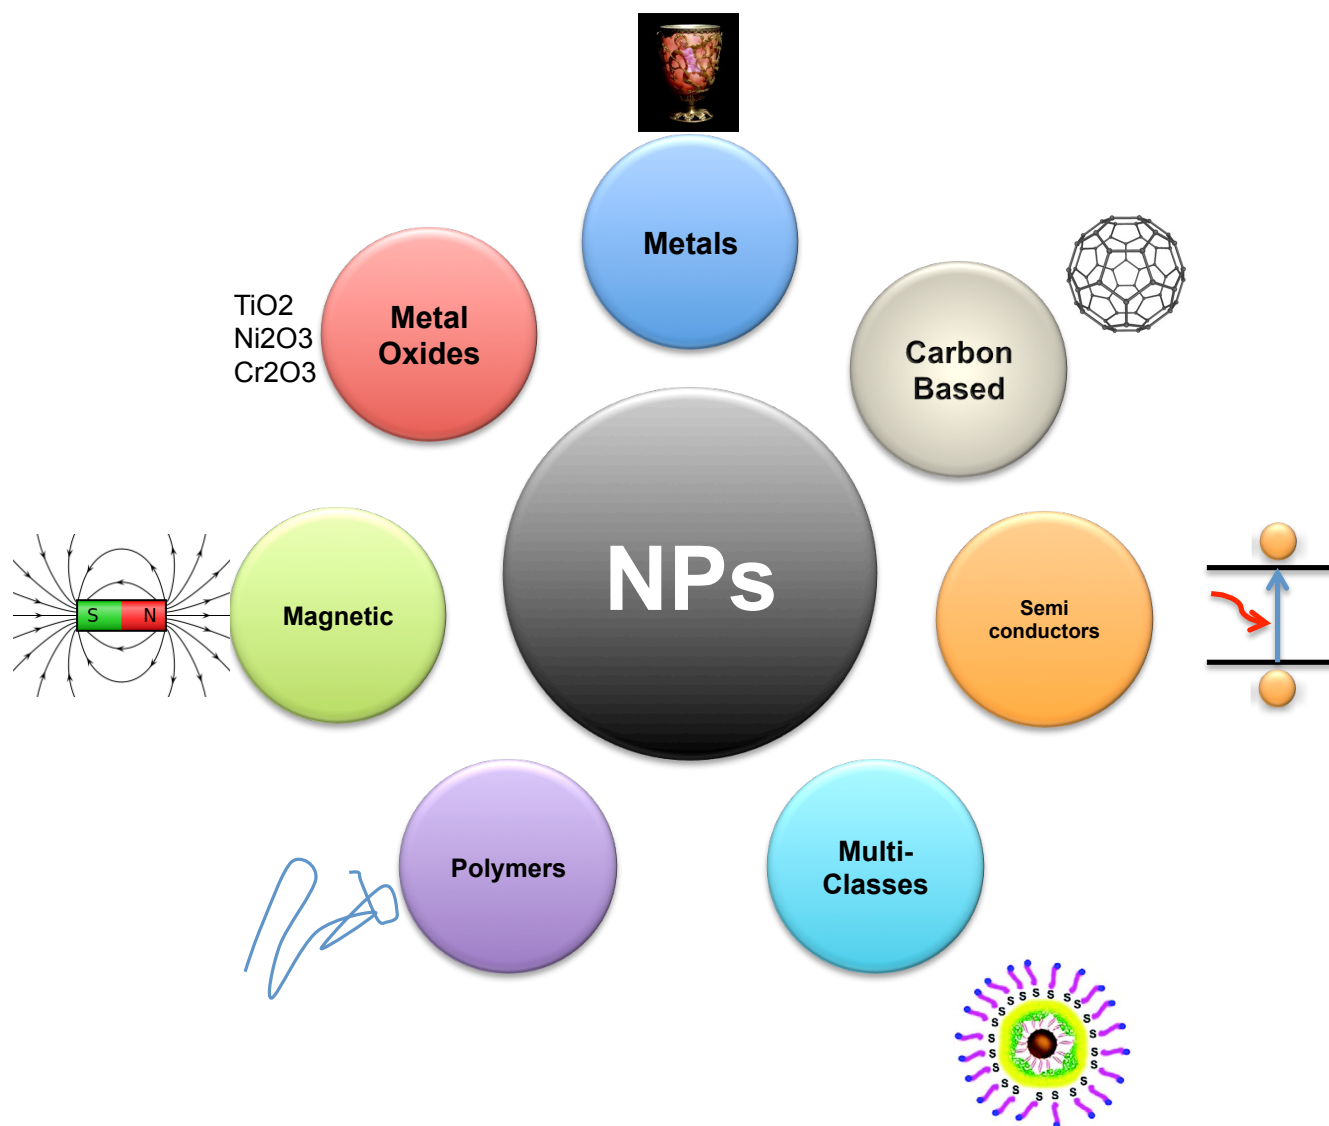 Metals
Metal
Oxides
TiO2
Ni2O3
Cr2O3
Carbon
Based
NPs
S N
Magnetic
Semi
conductors
Polymers
Multi-
Classes
S S S S S S S S S S S S S S S S S S S S S S S S S S